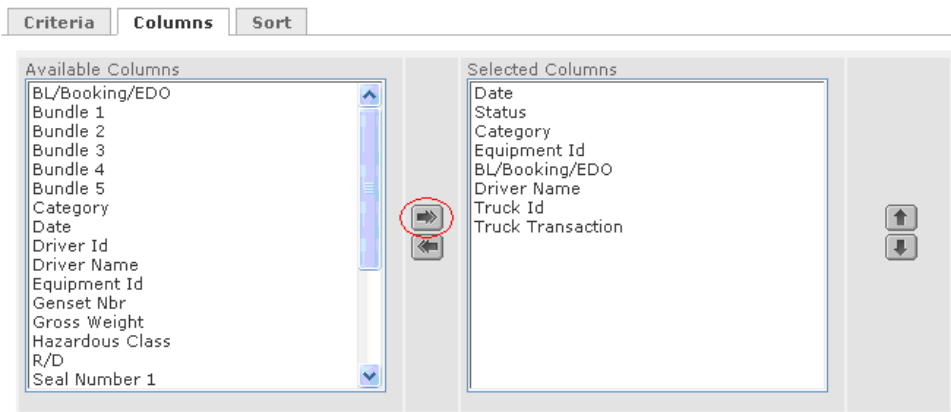 Criteria Columns Sort
Available Columns
BL/Booking/EDO
Bundle 1
Bundle 2
Bundle 3
Bundle 4
Bundle 5
Category
Date
Driver Id
Driver Name
Equipment Id
Genset Nbr
Gross Weight
Hazardous Class
R/D
Seal Number 1
Selected Columns
Date
Status
Category
Equipment Id
BL/Booking/EDO
Driver Name
Truck Id
Truck Transaction